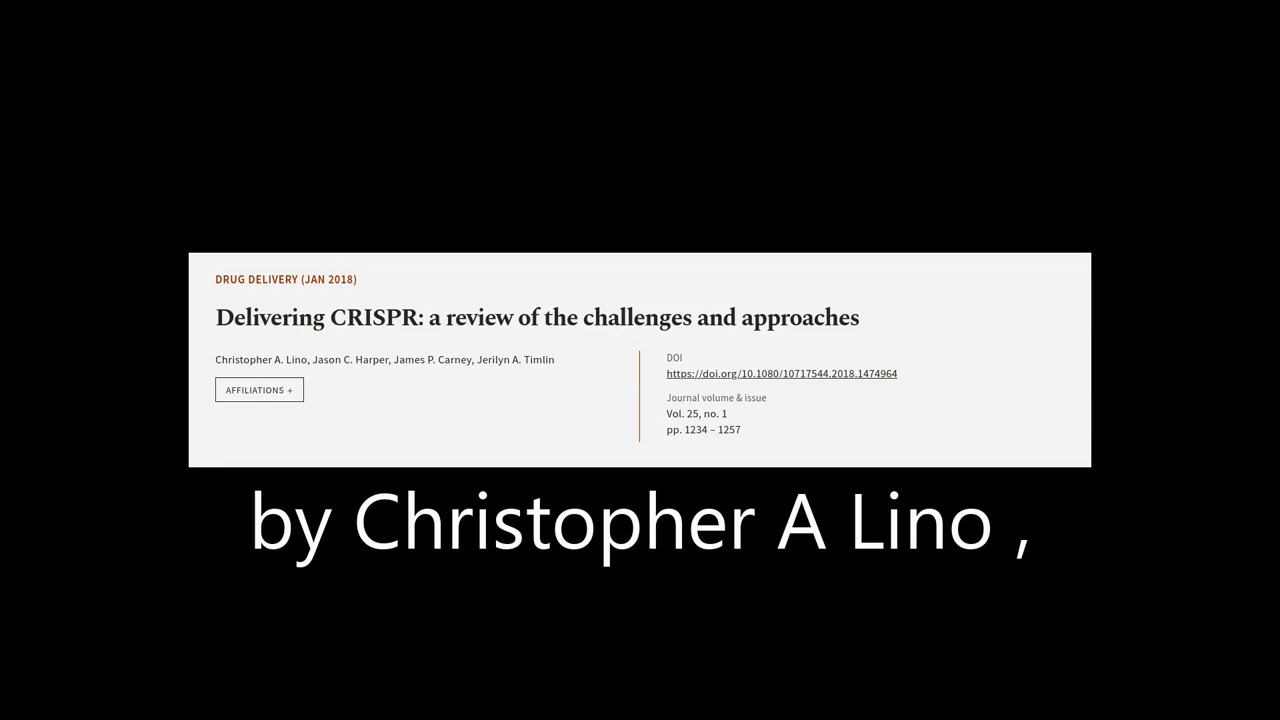 DRUG DELIVERY (JAN 2018)
Delivering CRISPR: a review of the challenges and approaches
Christopher A. Lino, Jason C. Harper, James P. Carney, Jerilyn A. Timlin
AFFILIATIONS +
DOI
https://doi.org/10.1080/10717544.2018.1474964
Journal volume & issue
Vol. 25, no. 1
pp. 1234 – 1257
by Christopher A Lino ,